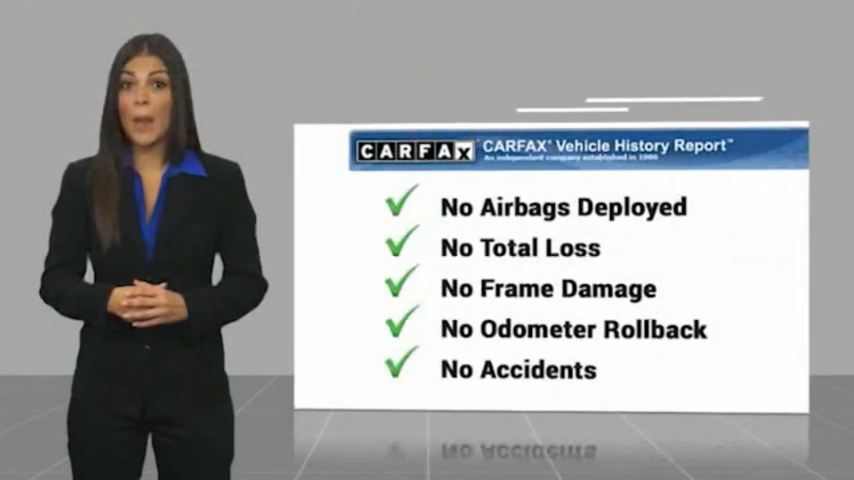 CARFAX CARFAX® Vehicle History Report™
An independent company established in 1986
No Airbags Deployed
No Total Loss
No Frame Damage
No Odometer Rollback
No Accidents